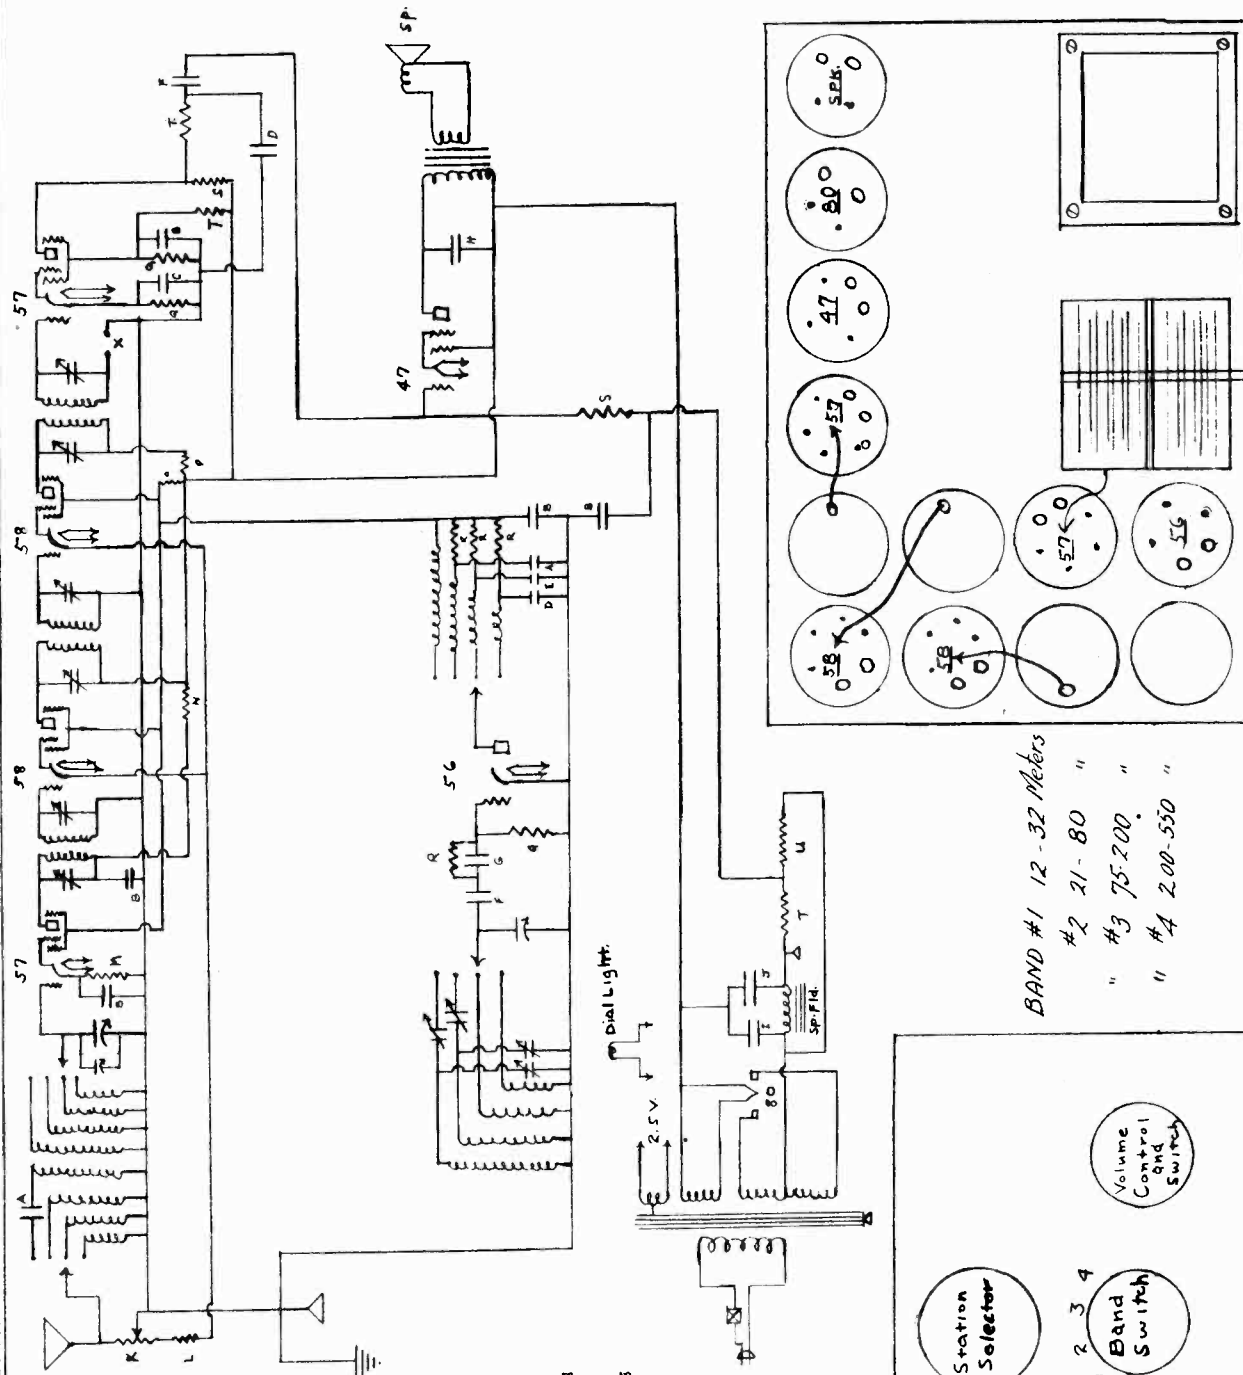 57
58
58
57
Sp.
47
56
80
2.5 V.
Dial Light.
Sp. Fld.
A
B
B
M
N
P
X
Q
C
Q
B
T
S
T
F
D
H
S
K
L
R
G
F
Q
R
R
R
A
E
D
B
B
I
J
T
U
SPK.
80
47
57
58
58
57
56
BAND #1 12 - 32 Meters
#2 21 - 80 "
" #3 75-200 "
" #4 200-550 "
Station
Selector
2 3 4
Band
Switch
Volume
Control
and
Switch